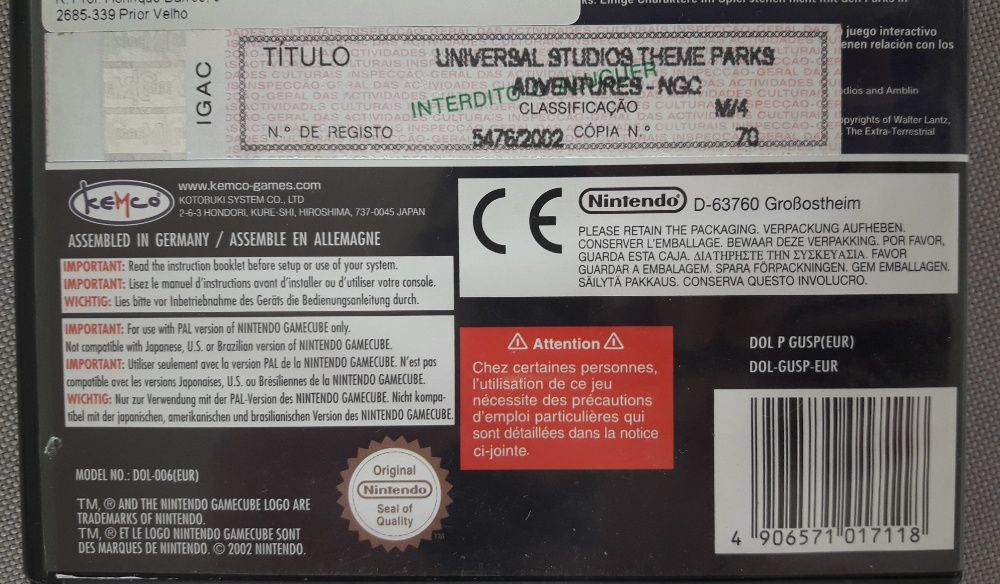 2685-339 Prior Velho
juego interactivo
enen relación con los
dios and Amblin
opyrights of Walter Lantz,
The Extra-Terrestrial
IGAC
TÍTULO UNIVERSAL STUDIOS THEME PARKS
ADVENTURES - NGC
INTERDITO
CLASSIFICAÇÃO M/4
N.º DE REGISTO 5476/2002 CÓPIA N.º 70
KEMCO
www.kemco-games.com
KOTOBUKI SYSTEM CO., LTD
2-6-3 HONDORI, KURE-SHI, HIROSHIMA, 737-0045 JAPAN
ASSEMBLED IN GERMANY / ASSEMBLE EN ALLEMAGNE
IMPORTANT: Read the instruction booklet before setup or use of your system.
IMPORTANT: Lisez le manuel d'instructions avant d'installer ou d'utiliser votre console.
WICHTIG: Lies bitte vor Inbetriebnahme des Geräts die Bedienungsanleitung durch.
IMPORTANT: For use with PAL version of NINTENDO GAMECUBE only.
Not compatible with Japanese, U.S. or Brazilian version of NINTENDO GAMECUBE.
IMPORTANT: Utiliser seulement avec la version PAL de la NINTENDO GAMECUBE. N'est pas
compatible avec les versions Japonaises, U.S. ou Brésiliennes de la NINTENDO GAMECUBE.
WICHTIG: Nur zur Verwendung mit der PAL-Version des NINTENDO GAMECUBE. Nicht kompa-
tibel mit der japanischen, amerikanischen und brasilianischen Version des NINTENDO GAMECUBE.
MODEL NO.: DOL-006(EUR)
TM, ® AND THE NINTENDO GAMECUBE LOGO ARE
TRADEMARKS OF NINTENDO.
TM, ® ET LE LOGO NINTENDO GAMECUBE SONT
DES MARQUES DE NINTENDO. © 2002 NINTENDO.
Original
Nintendo
Seal of
Quality
TM
CE
Nintendo® D-63760 Großostheim
PLEASE RETAIN THE PACKAGING. VERPACKUNG AUFHEBEN.
CONSERVER L'EMBALLAGE. BEWAAR DEZE VERPAKKING. POR FAVOR,
GUARDA ESTA CAJA. ΔΙΑΤΗΡΗΣΤΕ ΤΗΝ ΣΥΣΚΕΥΑΣΙΑ. FAVOR
GUARDAR A EMBALAGEM. SPARA FÖRPACKNINGEN. GEM EMBALLAGEN.
SÄILYTÄ PAKKAUS. CONSERVA QUESTO INVOLUCRO.
Attention
Chez certaines personnes,
l'utilisation de ce jeu
nécessite des précautions
d'emploi particulières qui
sont détaillées dans la notice
ci-jointe.
DOL P GUSP(EUR)
DOL-GUSP-EUR
4 906571 017118